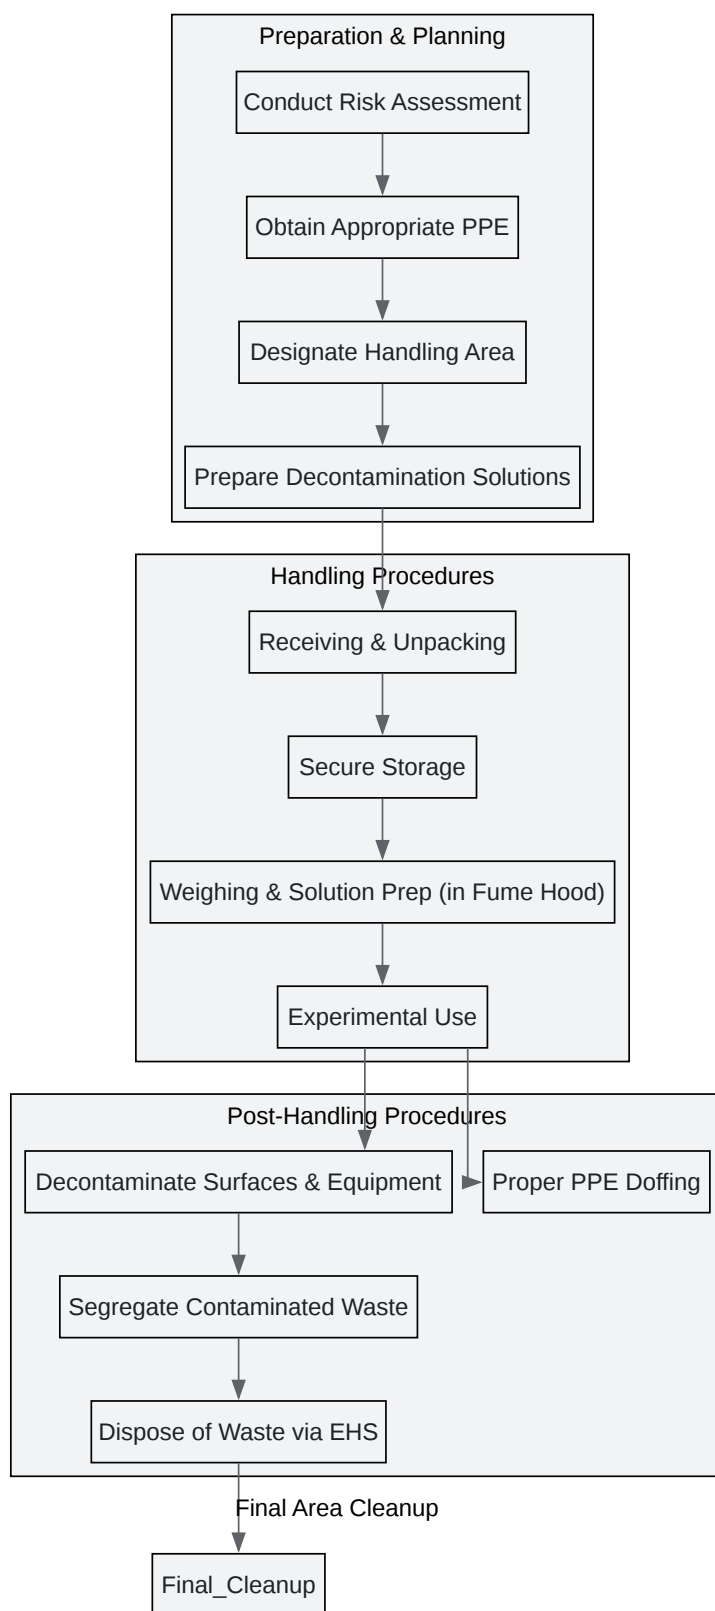 Preparation & Planning
Conduct Risk Assessment
Obtain Appropriate PPE
Designate Handling Area
Prepare Decontamination Solutions
Handling Procedures
Receiving & Unpacking
Secure Storage
Weighing & Solution Prep (in Fume Hood)
Experimental Use
Post-Handling Procedures
Decontaminate Surfaces & Equipment
Proper PPE Doffing
Segregate Contaminated Waste
Dispose of Waste via EHS
Final Area Cleanup
Final_Cleanup